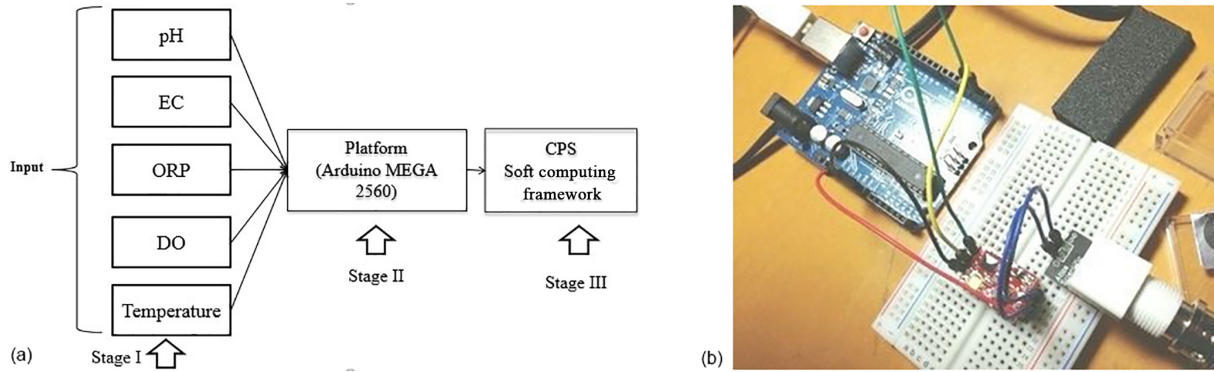 pH
EC
Input
ORP
DO
Temperature
Stage I
Platform
(Arduino MEGA
2560)
Stage II
CPS
Soft computing
framework
Stage III
(a)
(b)